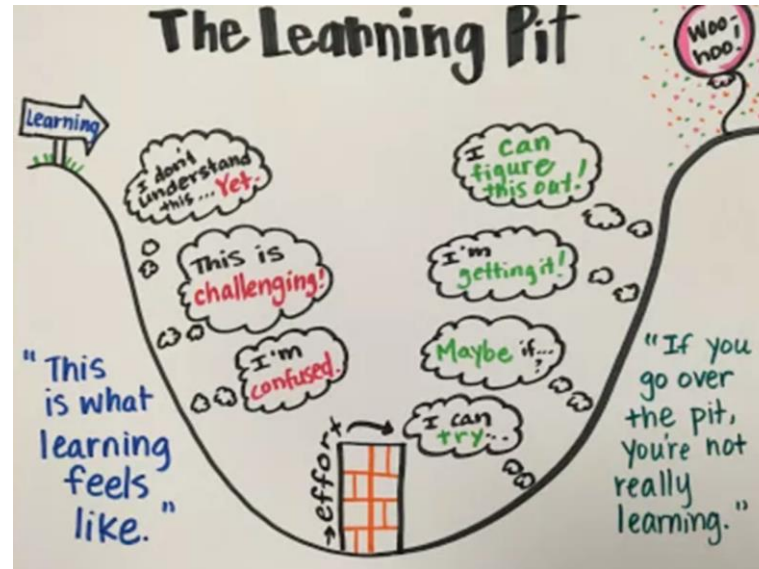 The Learning Pit
Woo-
hoo!
Learning
I don't
understand
this... Yet.
This is
challenging!
I'm
confused.
effort
I can
try...
Maybe if...
?
I'm
getting it!
I can
figure
this out!
"This
is what
learning
feels
like."
"If you
go over
the pit,
you're not
really
learning."